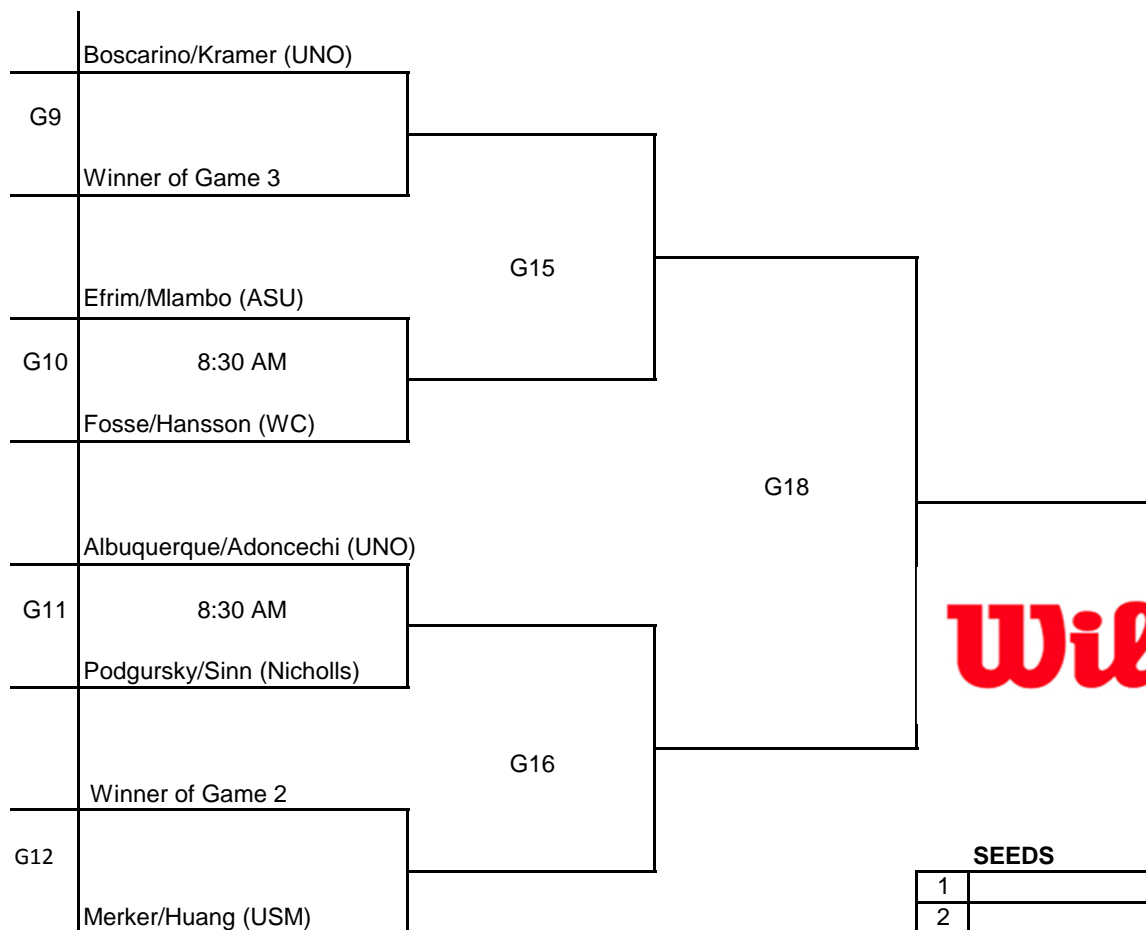 Boscarino/Kramer (UNO)
G9
Winner of Game 3
G15
Efrim/Mlambo (ASU)
G10 8:30 AM
Fosse/Hansson (WC)
G18
Albuquerque/Adoncechi (UNO)
G11 8:30 AM
Podgursky/Sinn (Nicholls)
G16
Winner of Game 2
G12
Merker/Huang (USM)
Wil
SEEDS
1
2